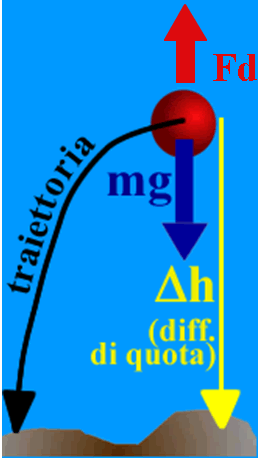 Fd
traiettoria
mg
Δh
(diff.
di quota)